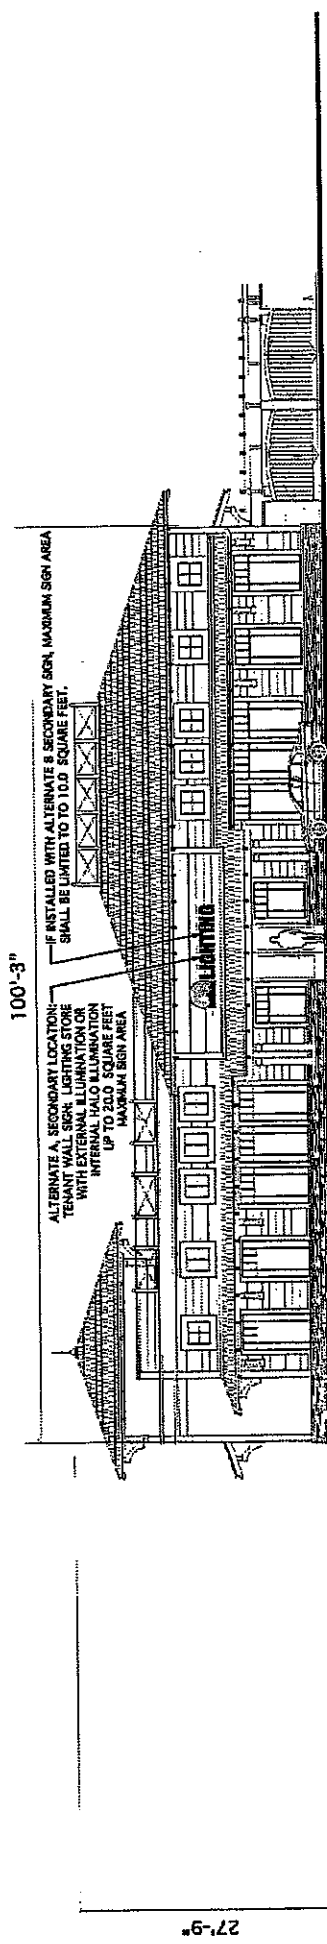 100'-3"
ALTERNATE A, SECONDARY LOCATION:
TENANT WALL SIGN: LIGHTING STORE
WITH EXTERNAL ILLUMINATION OR
INTERNAL HALO ILLUMINATION
UP TO 20.0 SQUARE FEET
MAXIMUM SIGN AREA
IF INSTALLED WITH ALTERNATE B SECONDARY SIGN, MAXIMUM SIGN AREA
SHALL BE LIMITED TO TO 10.0 SQUARE FEET.
LIGHTING
27'-9"